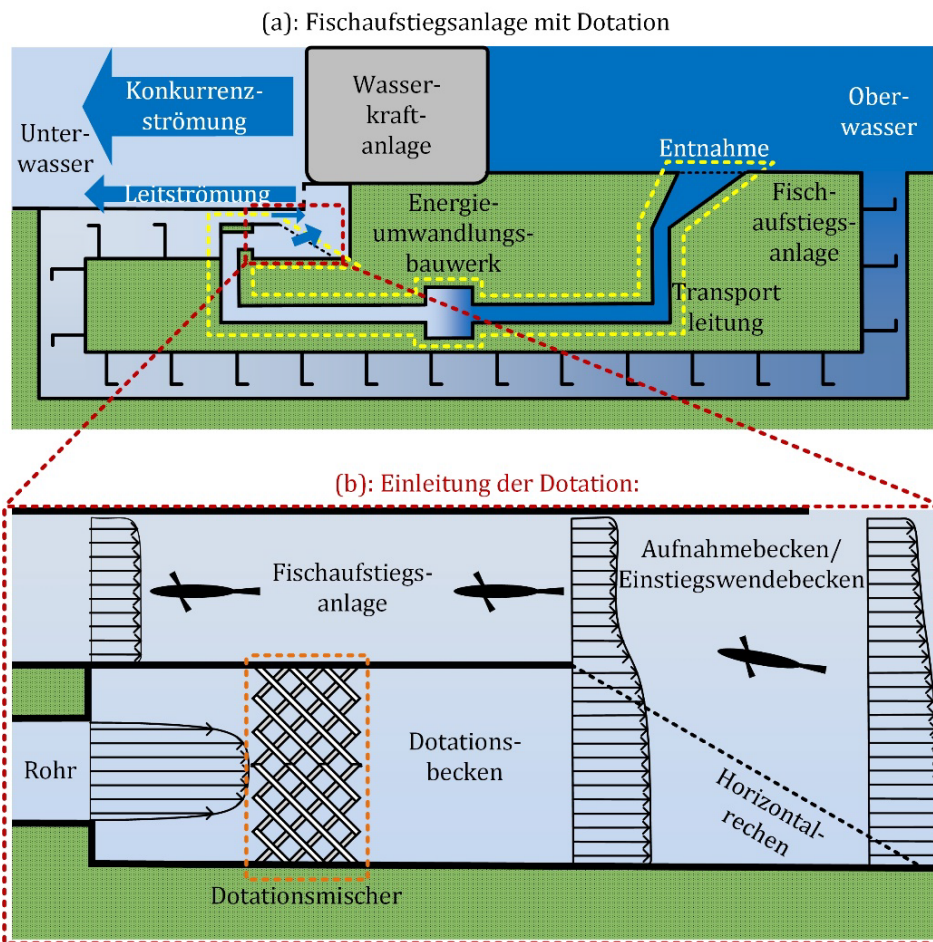 (a): Fischaufstiegsanlage mit Dotation
Konkurrenz-
strömung
Wasser-
kraft-
anlage
Ober-
wasser
Unter-
wasser
Entnahme
Leitströmung
Energie-
umwandlungs-
bauwerk
Fisch-
aufstiegs-
anlage
Transport
leitung
(b): Einleitung der Dotation:
Fischaufstiegs-
anlage
Aufnahmebecken/
Einstiegswendebecken
Rohr
Dotations-
becken
Horizontal-
rechen
Dotationsmischer